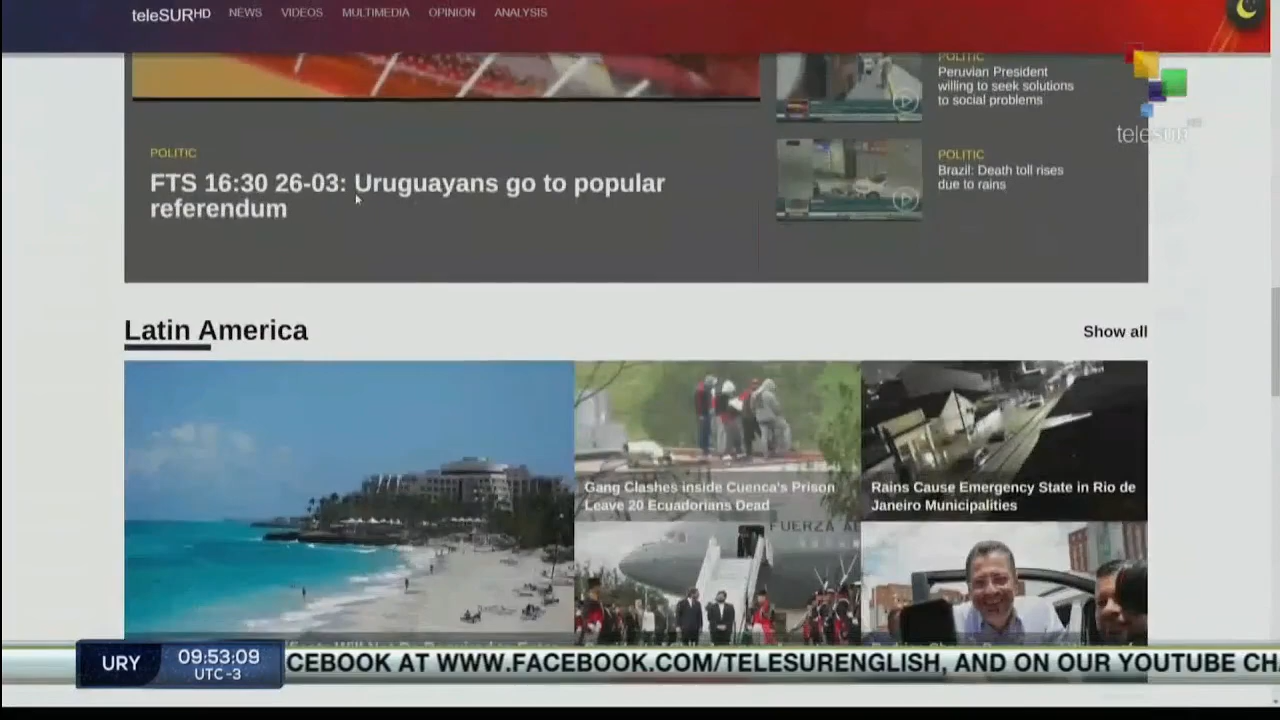 teleSURHD NEWS VIDEOS MULTIMEDIA OPINION ANALYSIS
POLITIC
Peruvian President
willing to seek solutions
to social problems
telesur
POLITIC
FTS 16:30 26-03: Uruguayans go to popular
referendum
POLITIC
Brazil: Death toll rises
due to rains
Latin America
Show all
Gang Clashes inside Cuenca's Prison
Leave 20 Ecuadorians Dead
Rains Cause Emergency State in Rio de
Janeiro Municipalities
FUERZA
URY
09:53:09
UTC-3
CEBOOK AT WWW.FACEBOOK.COM/TELESURENGLISH, AND ON OUR YOUTUBE CHA